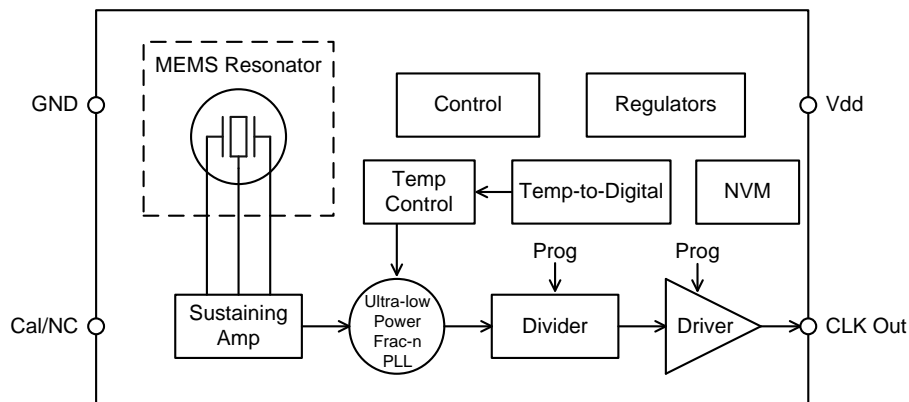 MEMS Resonator
GND
Control
Regulators
Vdd
Temp
Control
Temp-to-Digital
NVM
Prog
Prog
Cal/NC
Sustaining
Amp
Ultra-low
Power
Frac-n
PLL
Divider
Driver
CLK Out